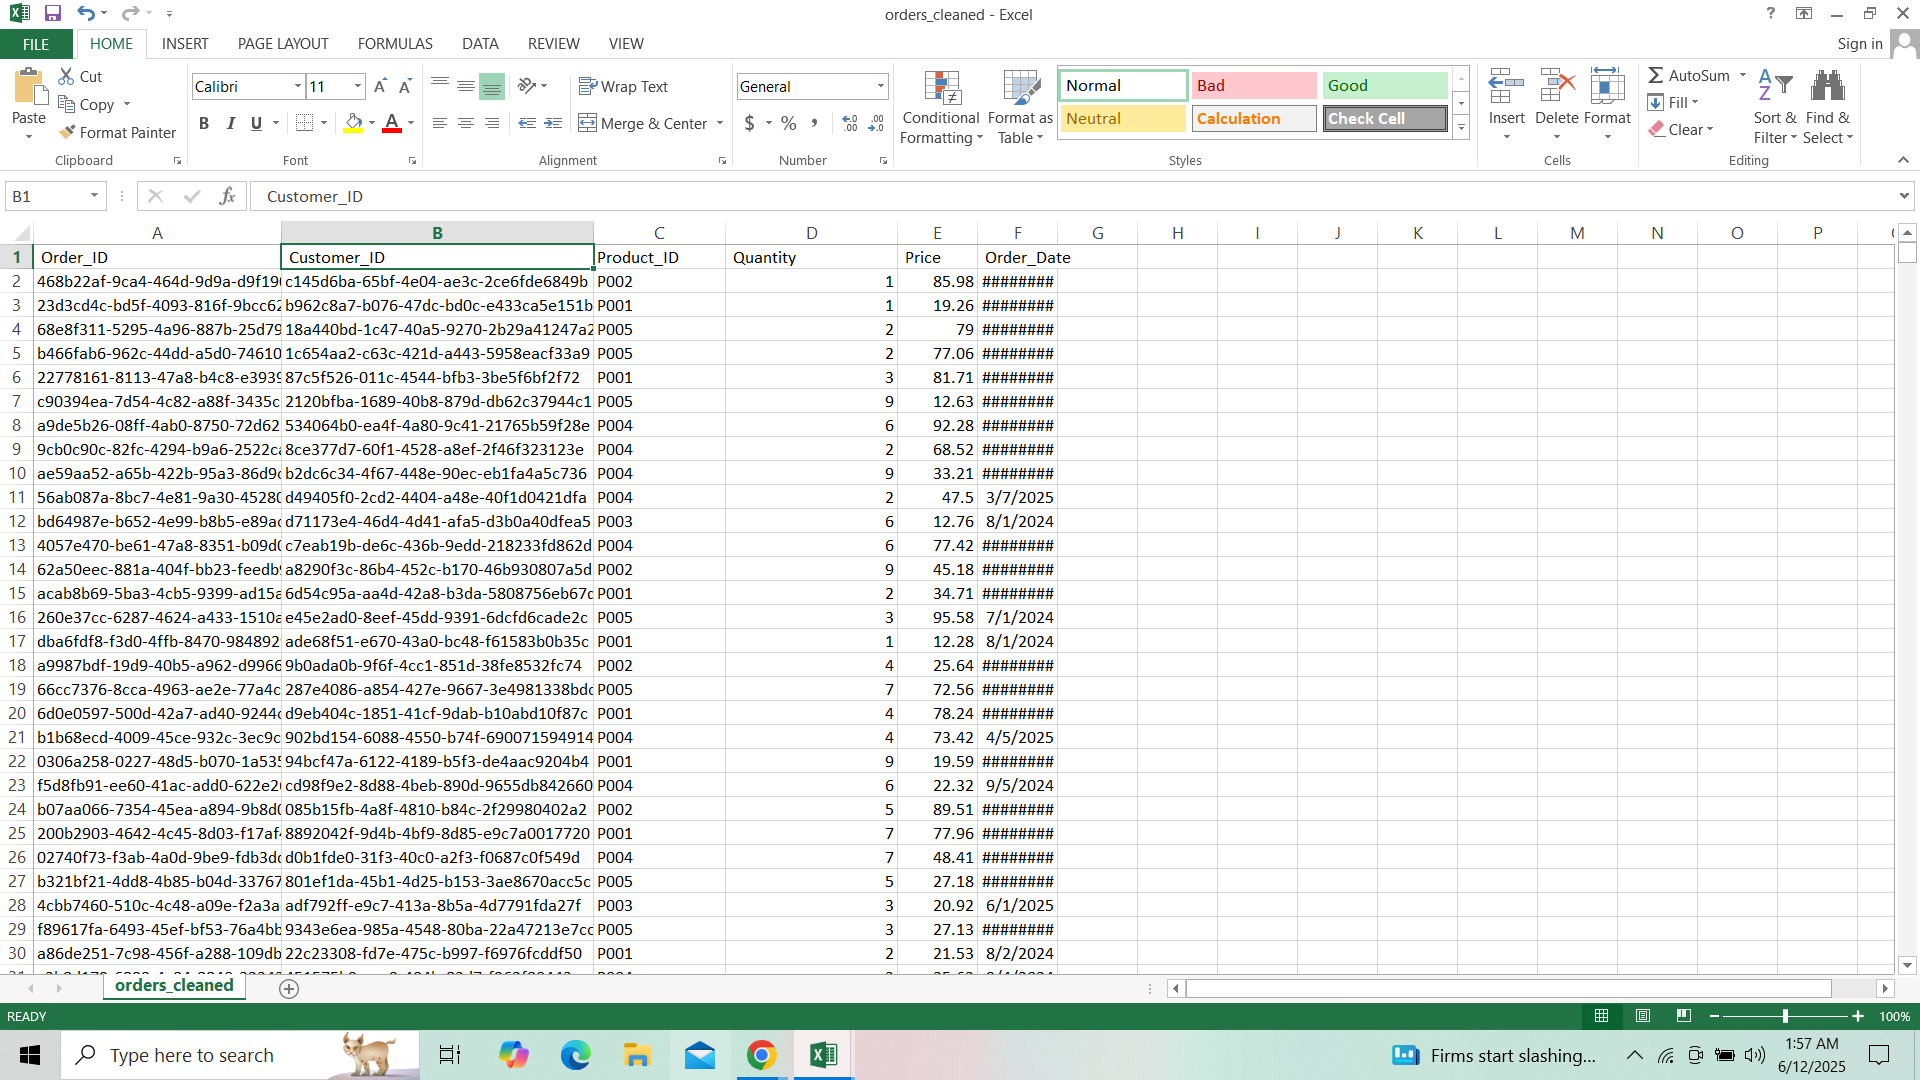 orders_cleaned - Excel
FILE HOME INSERT PAGE LAYOUT FORMULAS DATA REVIEW VIEW Sign in
Paste
Cut
Copy
Format Painter
Clipboard
Calibri 11
B I U
Font
Wrap Text
Merge & Center
Alignment
General
$ % ,
Number
Conditional Formatting
Format as Table
Normal Bad Good
Neutral Calculation Check Cell
Styles
Insert Delete Format
Cells
AutoSum
Fill
Clear
Sort & Filter
Find & Select
Editing
B1 fx Customer_ID
A B C D E F G H I J K L M N O P
1 Order_ID Customer_ID Product_ID Quantity Price Order_Date
2 468b22af-9ca4-464d-9d9a-d9f19 c145d6ba-65bf-4e04-ae3c-2ce6fde6849b P002 1 85.98 ########
3 23d3cd4c-bd5f-4093-816f-9bcc62 b962c8a7-b076-47dc-bd0c-e433ca5e151b P001 1 19.26 ########
4 68e8f311-5295-4a96-887b-25d79 18a440bd-1c47-40a5-9270-2b29a41247a2 P005 2 79 ########
5 b466fab6-962c-44dd-a5d0-74610 1c654aa2-c63c-421d-a443-5958eacf33a9 P005 2 77.06 ########
6 22778161-8113-47a8-b4c8-e3939 87c5f526-011c-4544-bfb3-3be5f6bf2f72 P001 3 81.71 ########
7 c90394ea-7d54-4c82-a88f-3435c 2120bfba-1689-40b8-879d-db62c37944c1 P005 9 12.63 ########
8 a9de5b26-08ff-4ab0-8750-72d62 534064b0-ea4f-4a80-9c41-21765b59f28e P004 6 92.28 ########
9 9cb0c90c-82fc-4294-b9a6-2522c 8ce377d7-60f1-4528-a8ef-2f46f323123e P004 2 68.52 ########
10 ae59aa52-a65b-422b-95a3-86d9 b2dc6c34-4f67-448e-90ec-eb1fa4a5c736 P004 9 33.21 ########
11 56ab087a-8bc7-4e81-9a30-45280 d49405f0-2cd2-4404-a48e-40f1d0421dfa P004 2 47.5 3/7/2025
12 bd64987e-b652-4e99-b8b5-e89a d71173e4-46d4-4d41-afa5-d3b0a40dfea5 P003 6 12.76 8/1/2024
13 4057e470-be61-47a8-8351-b09d c7eab19b-de6c-436b-9edd-218233fd862d P004 6 77.42 ########
14 62a50eec-881a-404f-bb23-feedb a8290f3c-86b4-452c-b170-46b930807a5d P002 9 45.18 ########
15 acab8b69-5ba3-4cb5-9399-ad15a 6d54c95a-aa4d-42a8-b3da-5808756eb67 P001 2 34.71 ########
16 260e37cc-6287-4624-a433-1510a e45e2ad0-8eef-45dd-9391-6dcfd6cade2c P005 3 95.58 7/1/2024
17 dba6fdf8-f3d0-4ffb-8470-984892 ade68f51-e670-43a0-bc48-f61583b0b35c P001 1 12.28 8/1/2024
18 a9987bdf-19d9-40b5-a962-d9966 9b0ada0b-9f6f-4cc1-851d-38fe8532fc74 P002 4 25.64 ########
19 66cc7376-8cca-4963-ae2e-77a4c 287e4086-a854-427e-9667-3e4981338bd P005 7 72.56 ########
20 6d0e0597-500d-42a7-ad40-9244 d9eb404c-1851-41cf-9dab-b10abd10f87c P001 4 78.24 ########
21 b1b68ecd-4009-45ce-932c-3ec9c 902bd154-6088-4550-b74f-690071594914 P004 4 73.42 4/5/2025
22 0306a258-0227-48d5-b070-1a535 94bcf47a-6122-4189-b5f3-de4aac9204b4 P001 9 19.59 ########
23 f5d8fb91-ee60-41ac-add0-622e2 cd98f9e2-8d88-4beb-890d-9655db842660 P004 6 22.32 9/5/2024
24 b07aa066-7354-45ea-a894-9b8d 085b15fb-4a8f-4810-b84c-2f29980402a2 P002 5 89.51 ########
25 200b2903-4642-4c45-8d03-f17af 8892042f-9d4b-4bf9-8d85-e9c7a0017720 P001 7 77.96 ########
26 02740f73-f3ab-4a0d-9be9-fdb3d d0b1fde0-31f3-40c0-a2f3-f0687c0f549d P004 7 48.41 ########
27 b321bf21-4dd8-4b85-b04d-33767 801ef1da-45b1-4d25-b153-3ae8670acc5c P005 5 27.18 ########
28 4cbb7460-510c-4c48-a09e-f2a3a adf792ff-e9c7-413a-8b5a-4d7791fda27f P003 3 20.92 6/1/2025
29 f89617fa-6493-45ef-bf53-76a4bb 9343e6ea-985a-4548-80ba-22a47213e7c P005 3 27.13 ########
30 a86de251-7c98-456f-a288-109db 22c23308-fd7e-475c-b997-f6976fcddf50 P001 2 21.53 8/2/2024
orders_cleaned
READY 100%
Type here to search
Firms start slashing...
1:57 AM
6/12/2025